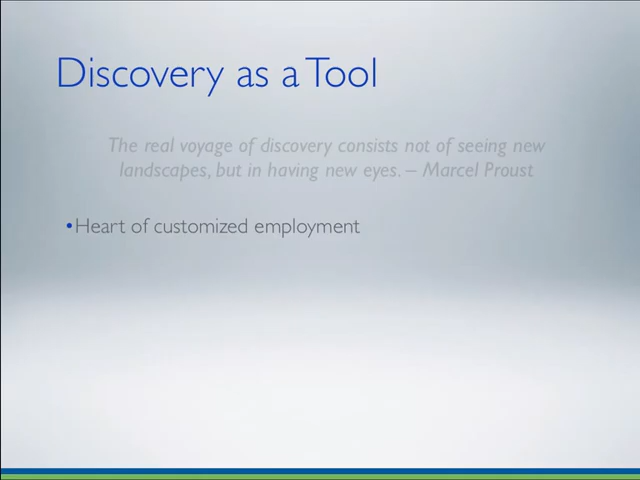 Discovery as a Tool
The real voyage of discovery consists not of seeing new
landscapes, but in having new eyes. – Marcel Proust
•Heart of customized employment